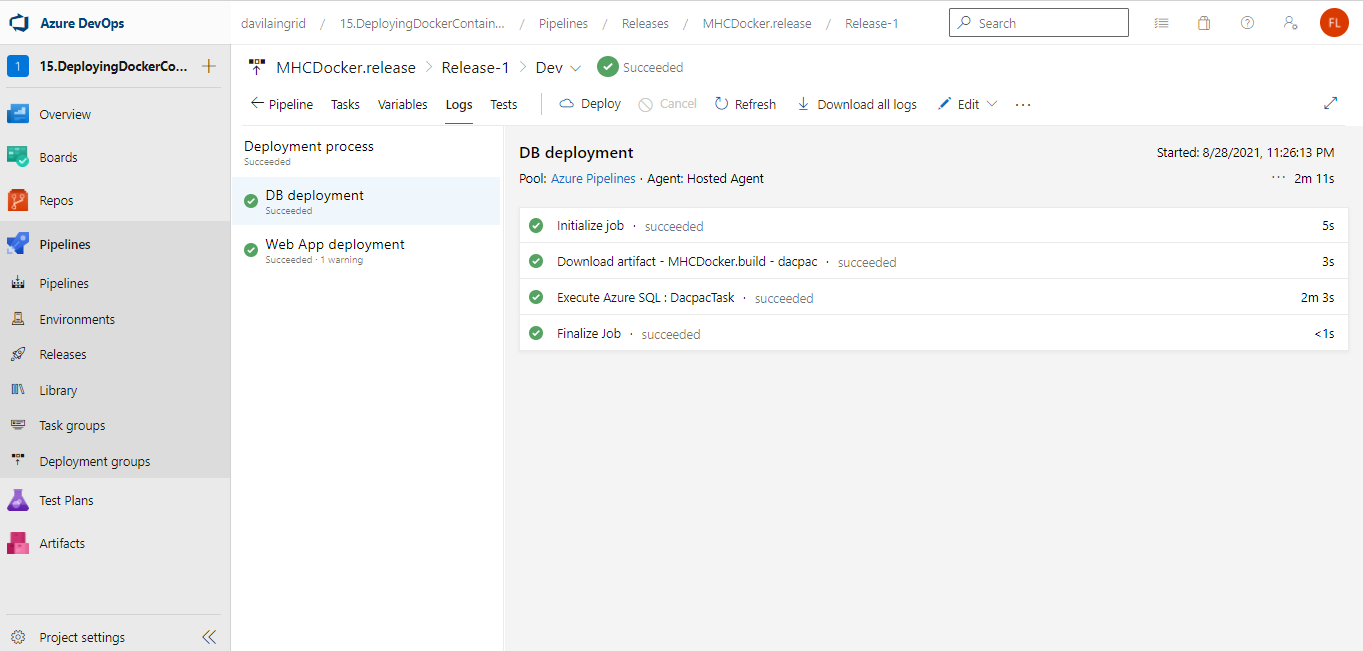 Azure DevOps
davilaingrid / 15.DeployingDockerContain... / Pipelines / Releases / MHCDocker.release / Release-1
Search
FL
1 15.DeployingDockerCo... +
Overview
Boards
Repos
Pipelines
Pipelines
Environments
Releases
Library
Task groups
Deployment groups
Test Plans
Artifacts
Project settings
MHCDocker.release > Release-1 > Dev Succeeded
Pipeline Tasks Variables Logs Tests Deploy Cancel Refresh Download all logs Edit ...
Deployment process
Succeeded
DB deployment
Succeeded
Web App deployment
Succeeded · 1 warning
DB deployment
Started: 8/28/2021, 11:26:13 PM
Pool: Azure Pipelines · Agent: Hosted Agent
... 2m 11s
Initialize job · succeeded 5s
Download artifact - MHCDocker.build - dacpac · succeeded 3s
Execute Azure SQL : DacpacTask · succeeded 2m 3s
Finalize Job · succeeded <1s